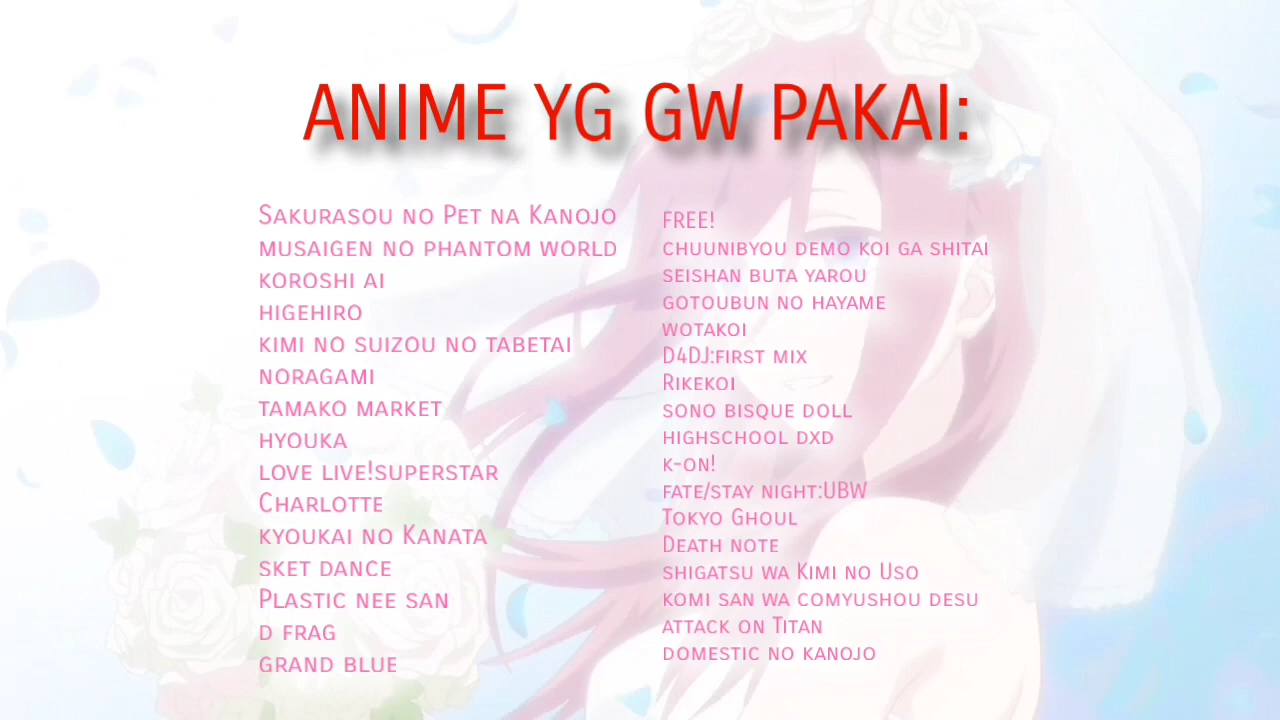 ANIME YG GW PAKAI:
Sakurasou no Pet na Kanojo
musaigen no phantom world
koroshi ai
higehiro
kimi no suizou no tabetai
noragami
tamako market
hyouka
love live!superstar
Charlotte
kyoukai no Kanata
sket dance
Plastic nee san
d frag
grand blue
FREE!
chuunibyou demo koi ga shitai
seishan buta yarou
gotoubun no hayame
wotakoi
D4DJ:first mix
Rikekoi
sono bisque doll
highschool dxd
k-on!
fate/stay night:UBW
Tokyo Ghoul
Death note
shigatsu wa Kimi no Uso
komi san wa comyushou desu
attack on Titan
domestic no kanojo